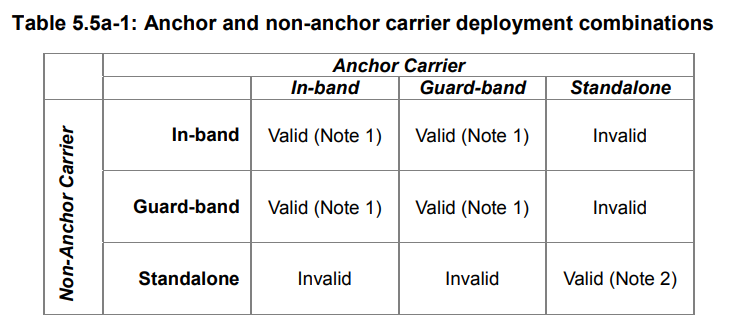 Table 5.5a-1: Anchor and non-anchor carrier deployment combinations
Anchor Carrier
In-band Guard-band Standalone
Non-Anchor Carrier
In-band Valid (Note 1) Valid (Note 1) Invalid
Guard-band Valid (Note 1) Valid (Note 1) Invalid
Standalone Invalid Invalid Valid (Note 2)